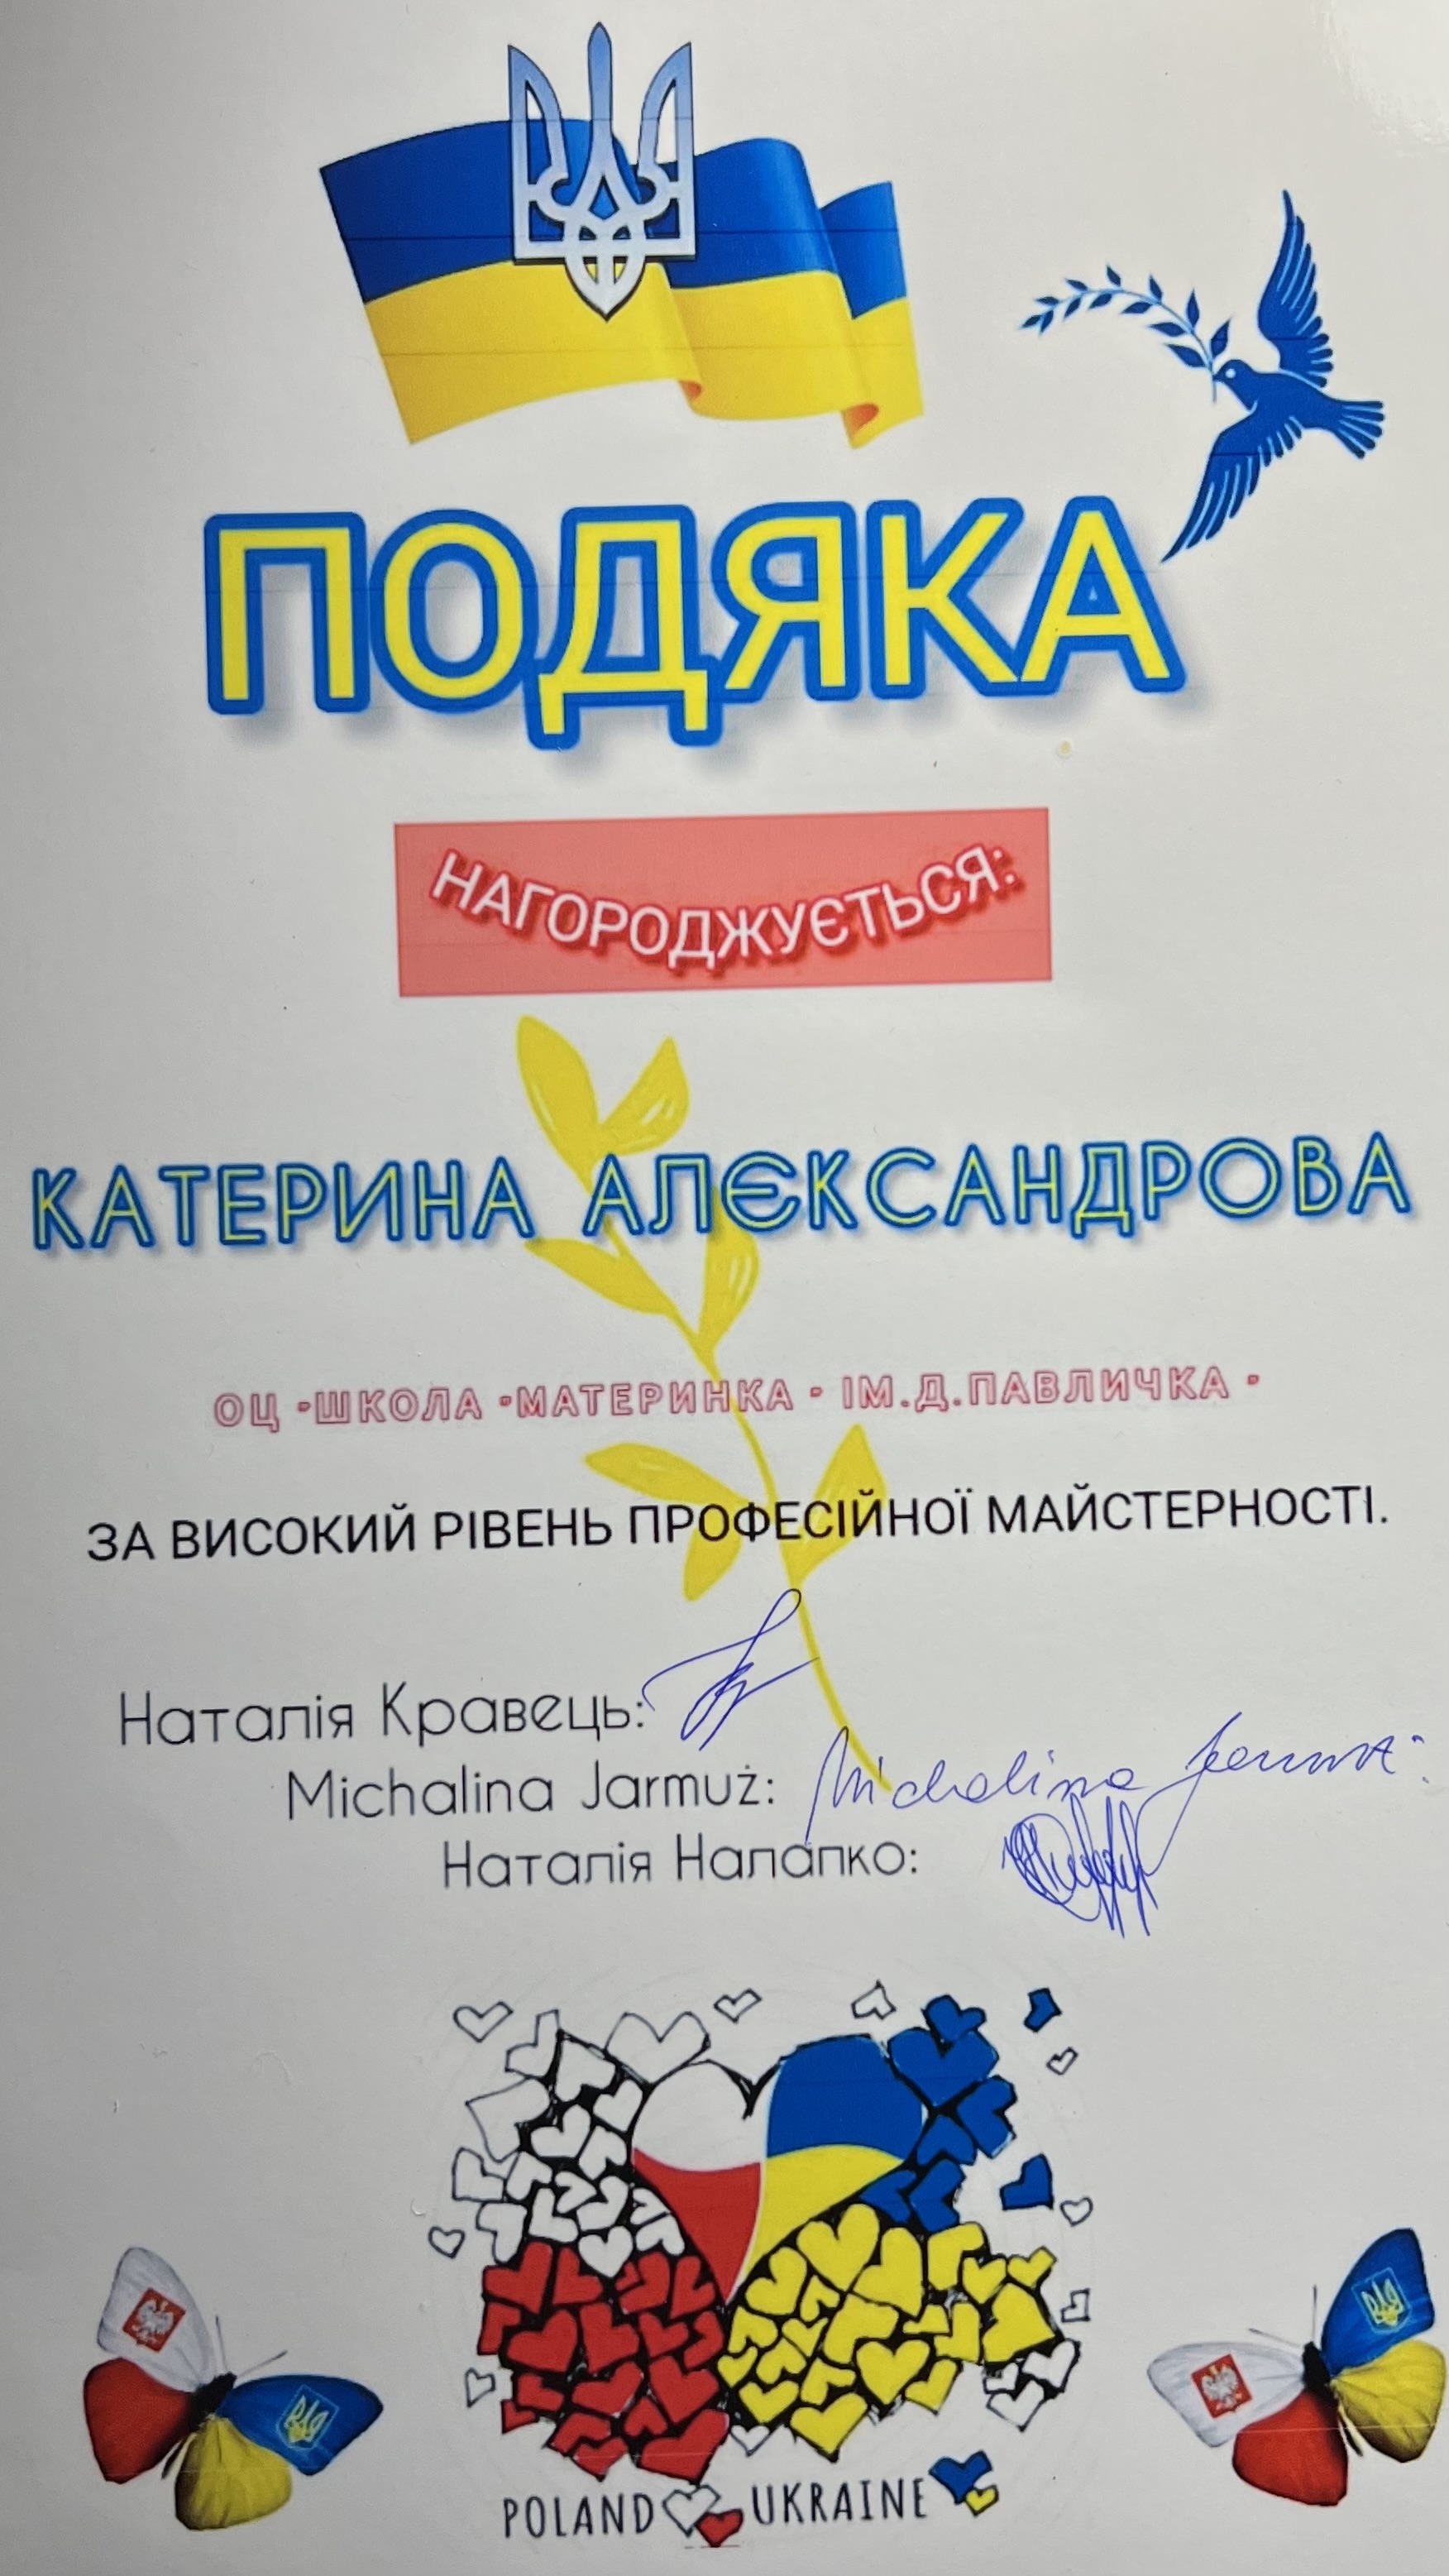 ПОДЯКА
НАГОРОДЖУЄТЬСЯ:
КАТЕРИНА АЛЄКСАНДРОВА
ОЦ "ШКОЛА "МАТЕРИНКА " ІМ.Д.ПАВЛИЧКА "
ЗА ВИСОКИЙ РІВЕНЬ ПРОФЕСІЙНОЇ МАЙСТЕРНОСТІ.
Наталія Кравець:
Michalina Jarmuż: Michalina Jarmuż
Наталія Налапко:
POLAND UKRAINE